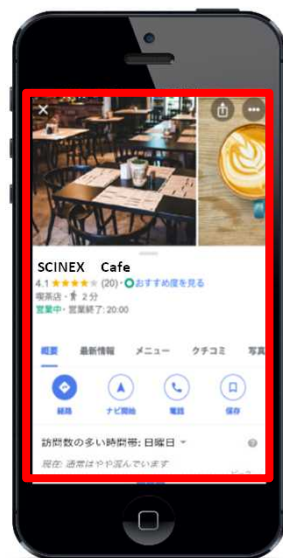 SCINEX Cafe
4.1 ★★★★★ (20)・おすすめ度を見る
喫茶店・ 2 分
営業中・営業終了: 20:00
概要 最新情報 メニュー クチコミ 写真
経路 ナビ開始 電話 保存
訪問数の多い時間帯: 日曜日
現在: 通常はやや混んでいます